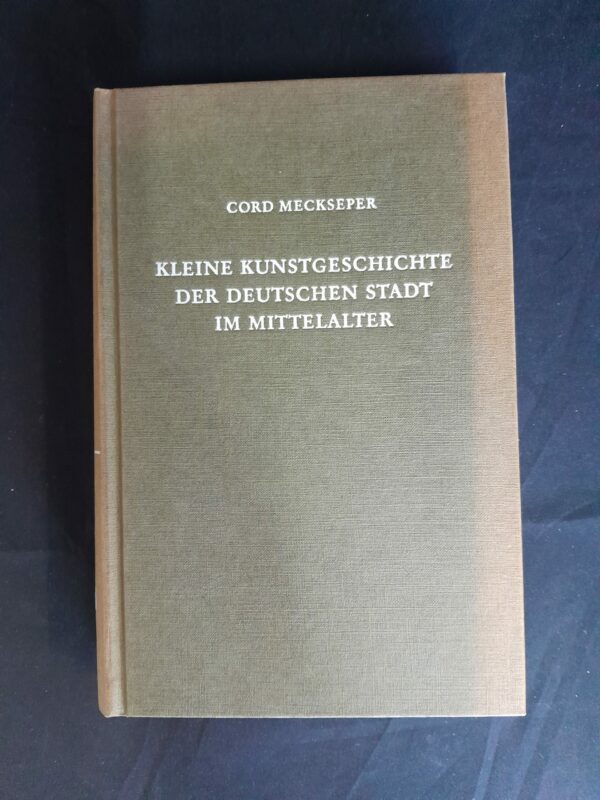 CORD MECKSEPER
KLEINE KUNSTGESCHICHTE
DER DEUTSCHEN STADT
IM MITTELALTER